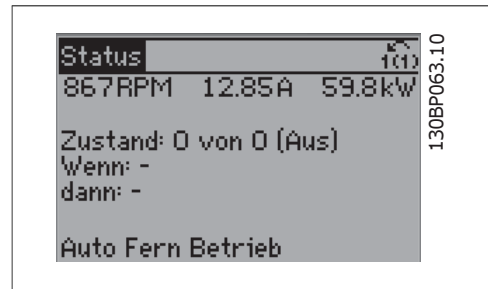 Status 1(1)
867RPM 12.85A 59.8kW
Zustand: 0 von 0 (Aus)
Wenn: -
dann: -
Auto Fern Betrieb
130BP063.10